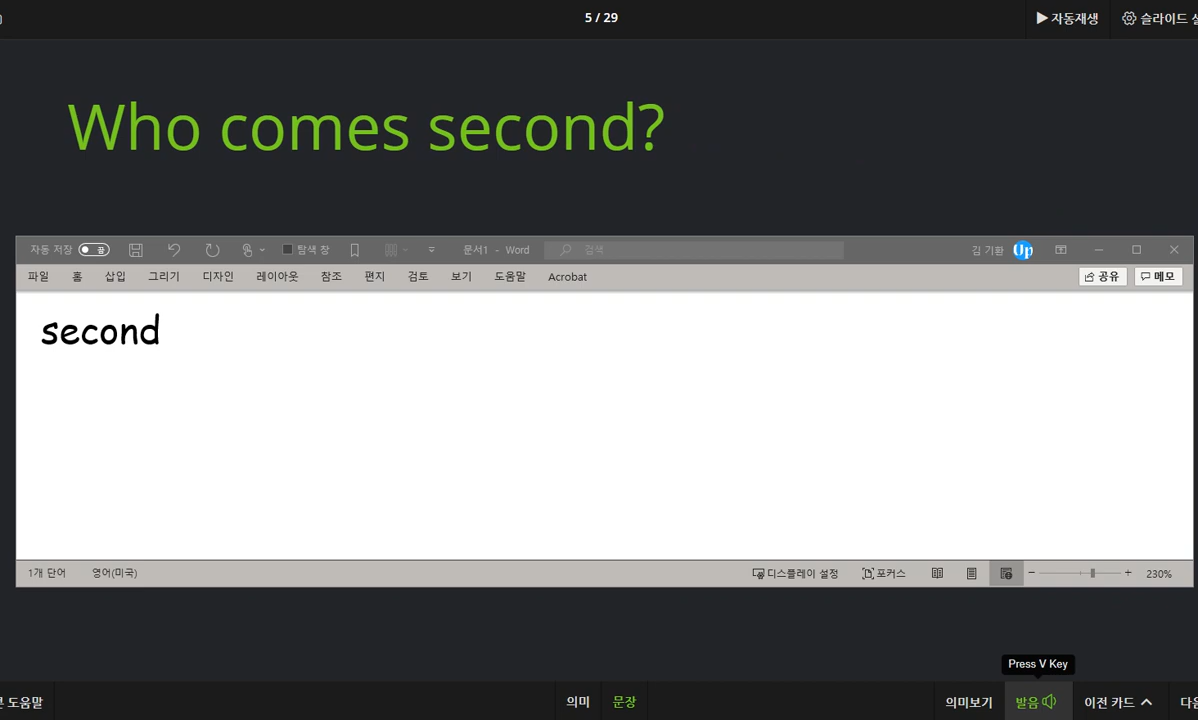 5 / 29
▶자동재생
슬라이드
Who comes second?
자동 저장 끔
탐색 창
문서1 - Word
검색
김 기환
Up
파일 홈 삽입 그리기 디자인 레이아웃 참조 편지 검토 보기 도움말 Acrobat
공유 메모
second
1개 단어 영어(미국)
디스플레이 설정 포커스
- + 230%
Press V Key
도움말
의미 문장
의미보기 발음 이전 카드